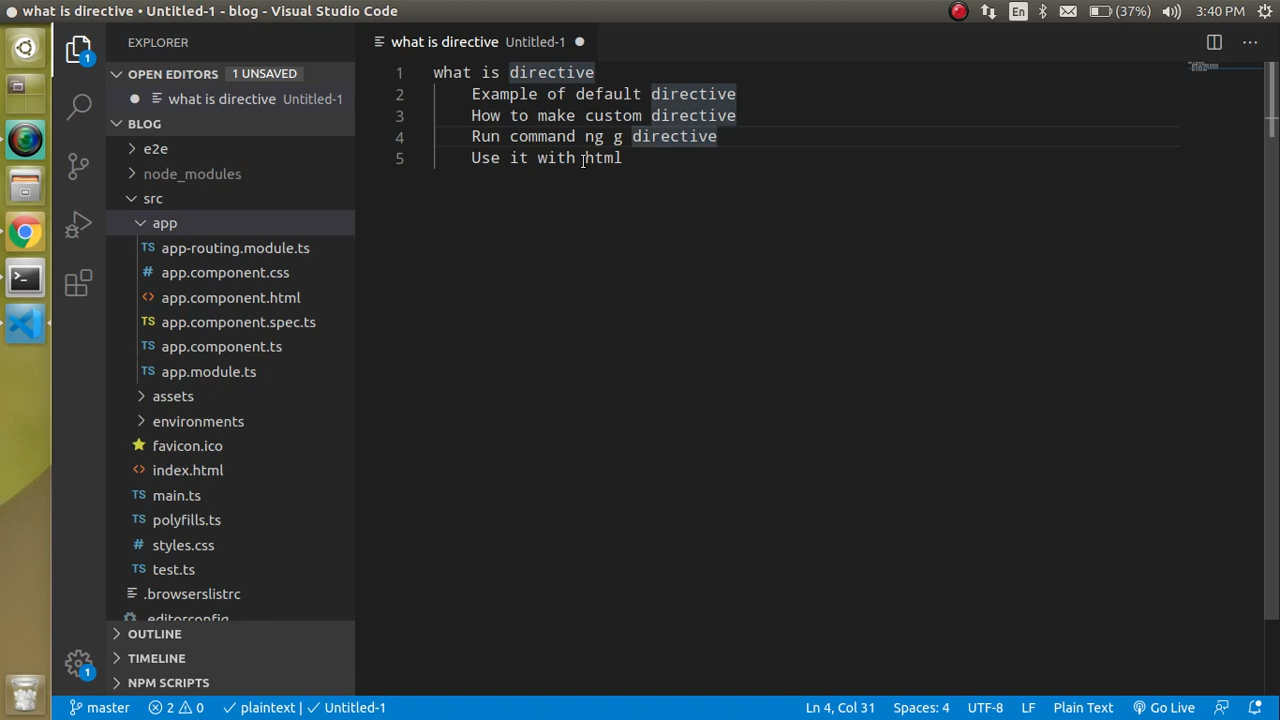 what is directive • Untitled-1 - blog - Visual Studio Code
En
(37%)
3:40 PM
EXPLORER
what is directive Untitled-1
OPEN EDITORS 1 UNSAVED
what is directive Untitled-1
BLOG
e2e
node_modules
src
app
app-routing.module.ts
app.component.css
app.component.html
app.component.spec.ts
app.component.ts
app.module.ts
assets
environments
favicon.ico
index.html
main.ts
polyfills.ts
styles.css
test.ts
.browserslistrc
.editorconfig
OUTLINE
TIMELINE
NPM SCRIPTS
1 what is directive
2 Example of default directive
3 How to make custom directive
4 Run command ng g directive
5 Use it with html
master 2 0 ✓ plaintext | ✓ Untitled-1 Ln 4, Col 31 Spaces: 4 UTF-8 LF Plain Text Go Live